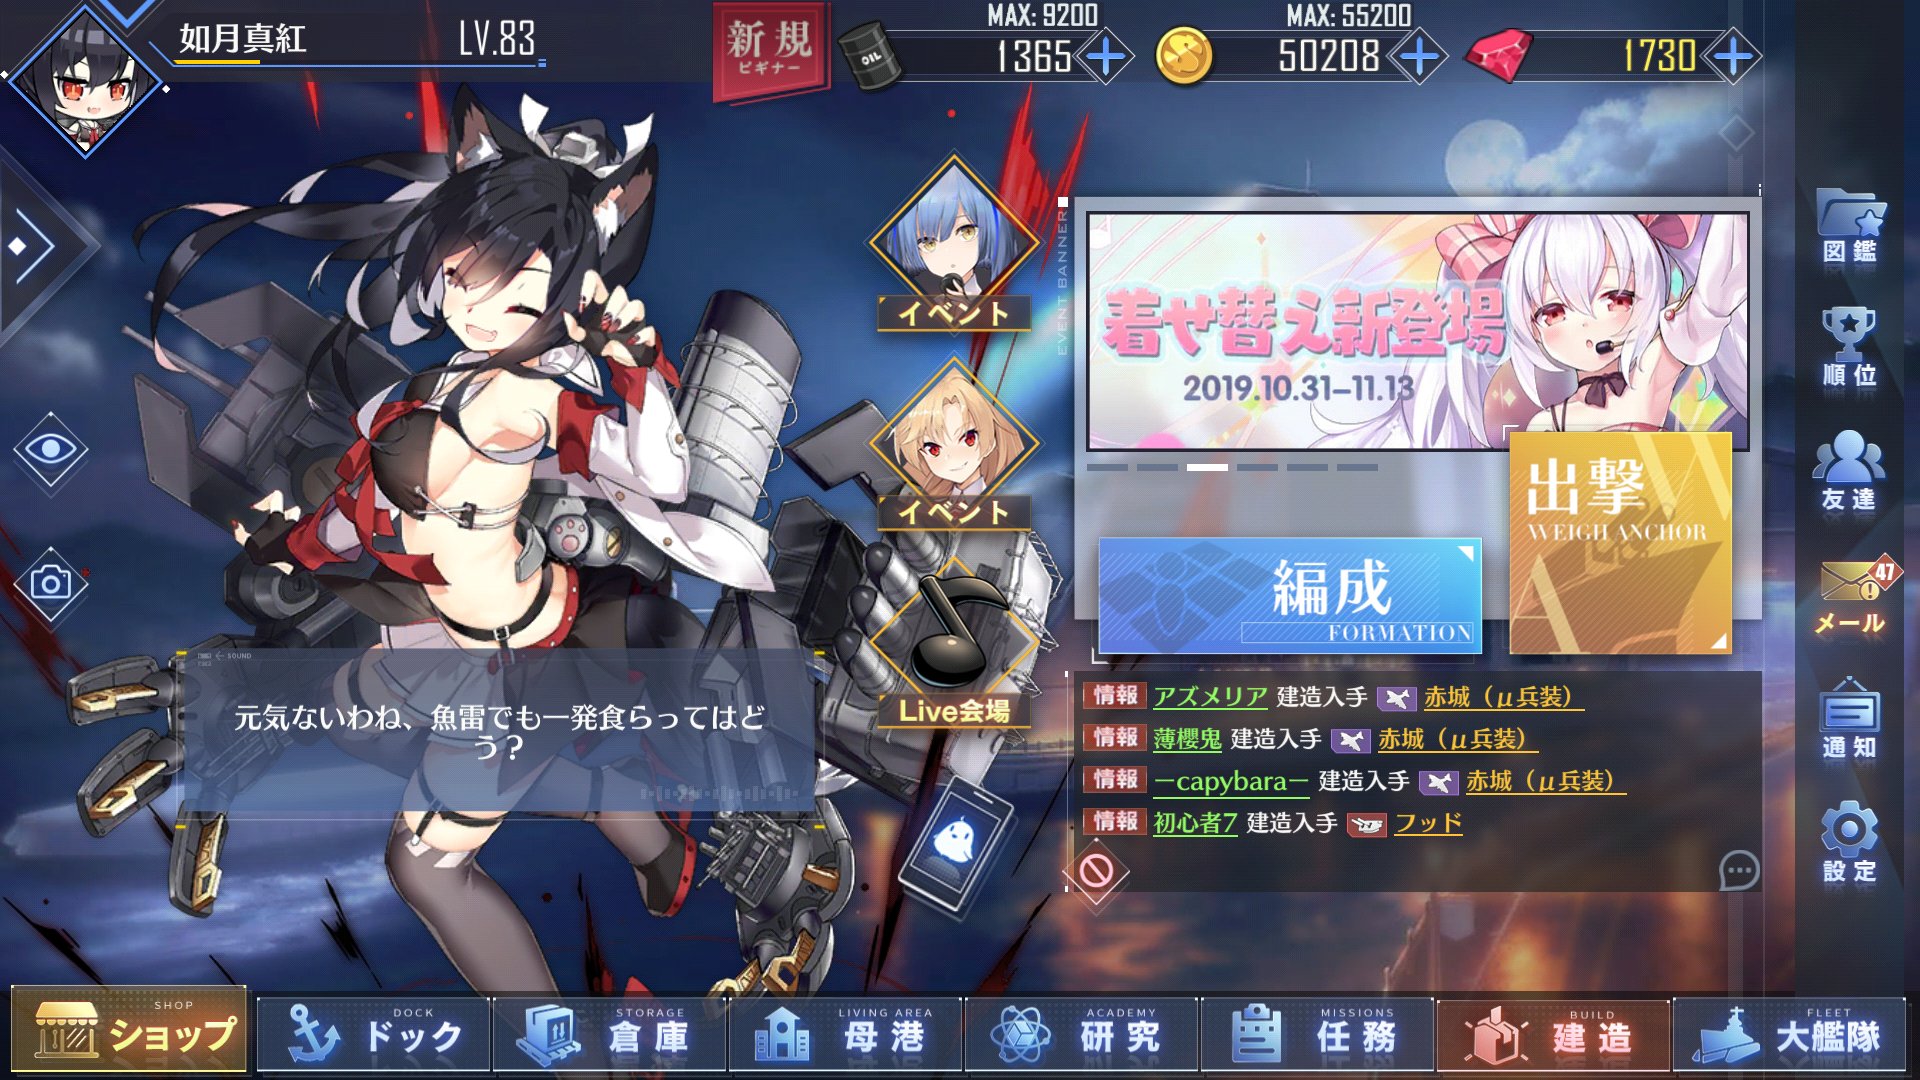 如月真紅
LV.83
新規
ビギナー
OIL
MAX: 9200
1365
MAX: 55200
50208
1730
イベント
イベント
Live会場
EVENT BANNER
着せ替え新登場
2019.10.31–11.13
出撃
WEIGH ANCHOR
編成
FORMATION
情報 アズメリア 建造入手 赤城（μ兵装）
情報 薄櫻鬼 建造入手 赤城（μ兵装）
情報 ーcapybaraー 建造入手 赤城（μ兵装）
情報 初心者7 建造入手 フッド
図鑑
順位
友達
47
メール
通知
設定
SOUND
元気ないわね、魚雷でも一発食らってはど
う？
SHOP
ショップ
DOCK
ドック
STORAGE
倉庫
LIVING AREA
母港
ACADEMY
研究
MISSIONS
任務
BUILD
建造
FLEET
大艦隊